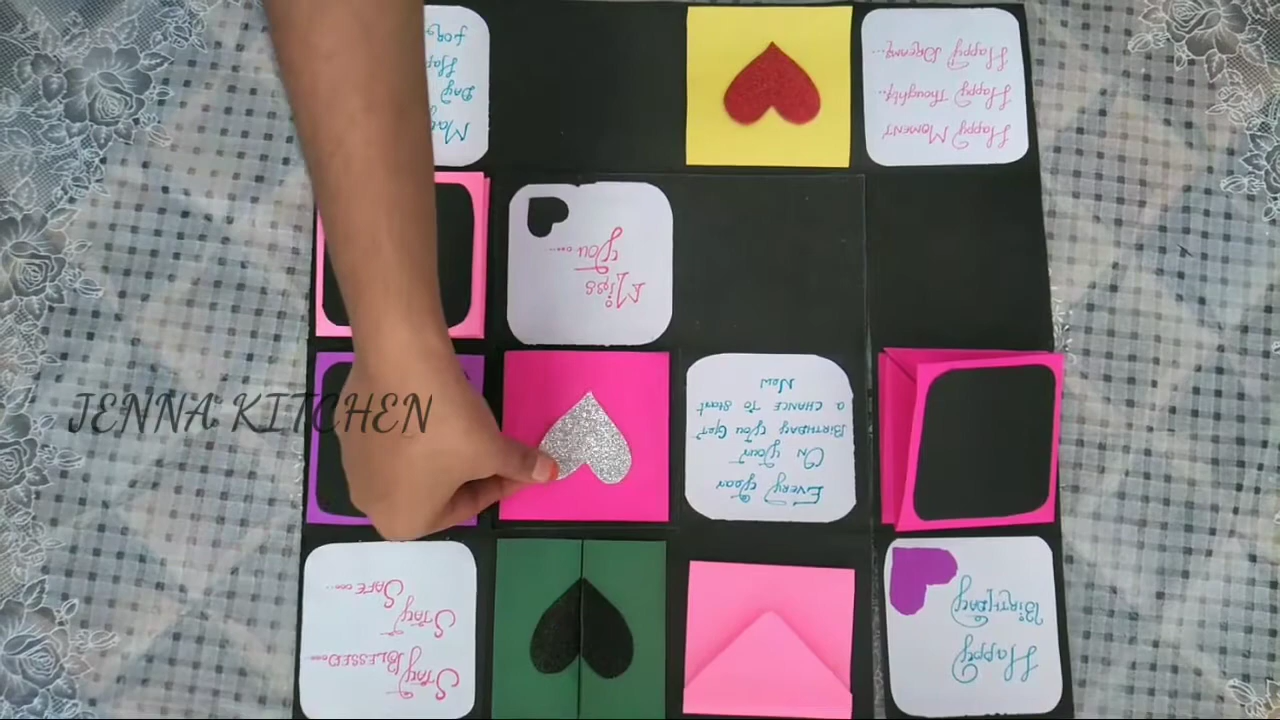 Happy
Birthday
Stay Blessed....
Stay
Safe.....
Every Year
On Your
Birthday You Get
a Chance To Start
New
Miss
You.....
Happy Moment
Happy Thoughts..
Happy Dreams...
Day
JENNA KITCHEN